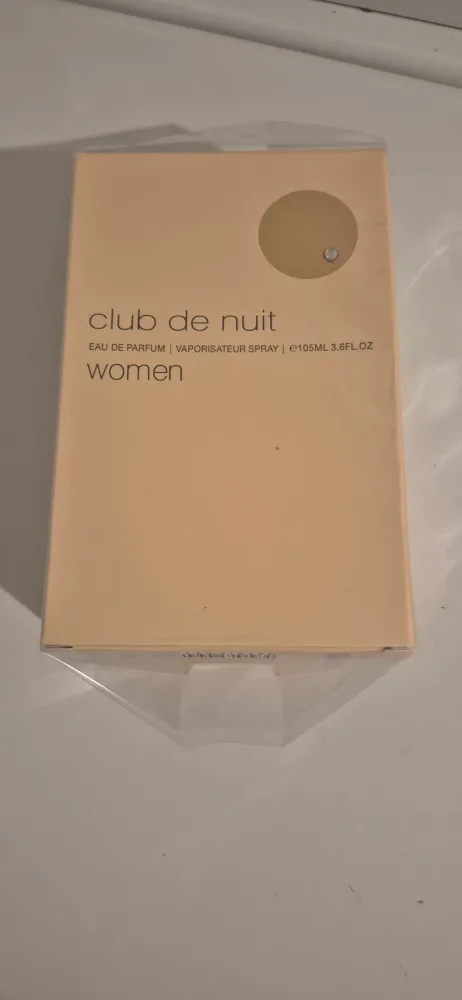 club de nuit
EAU DE PARFUM | VAPORISATEUR SPRAY | ℮105ML 3.6FL.OZ
women